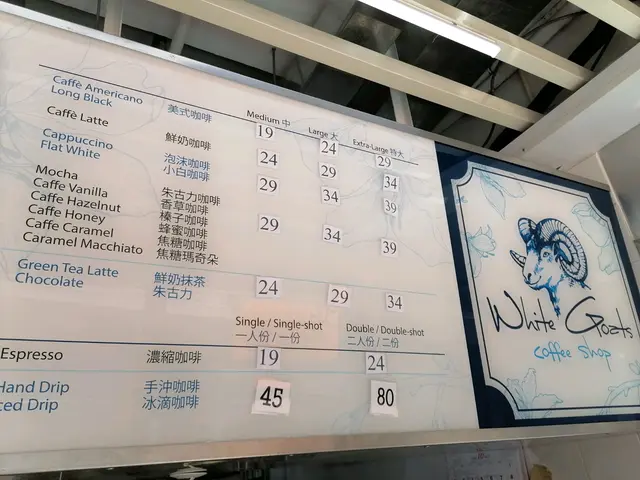 Medium 中 Large 大 Extra-Large 特大
Caffè Americano
Long Black 美式咖啡 19 24 29
Caffè Latte 鮮奶咖啡 24 29 34
Cappuccino 泡沫咖啡
Flat White 小白咖啡 29 34 39
Mocha 朱古力咖啡
Caffe Vanilla 香草咖啡
Caffe Hazelnut 榛子咖啡 29 34 39
Caffe Honey 蜂蜜咖啡
Caffe Caramel 焦糖咖啡
Caramel Macchiato 焦糖瑪奇朵
Green Tea Latte 鮮奶抹茶
Chocolate 朱古力 24 29 34
Single / Single-shot Double / Double-shot
一人份 / 一份 二人份 / 二份
Espresso 濃縮咖啡 19 24
Hand Drip 手沖咖啡
ced Drip 冰滴咖啡 45 80
White Goats
coffee shop